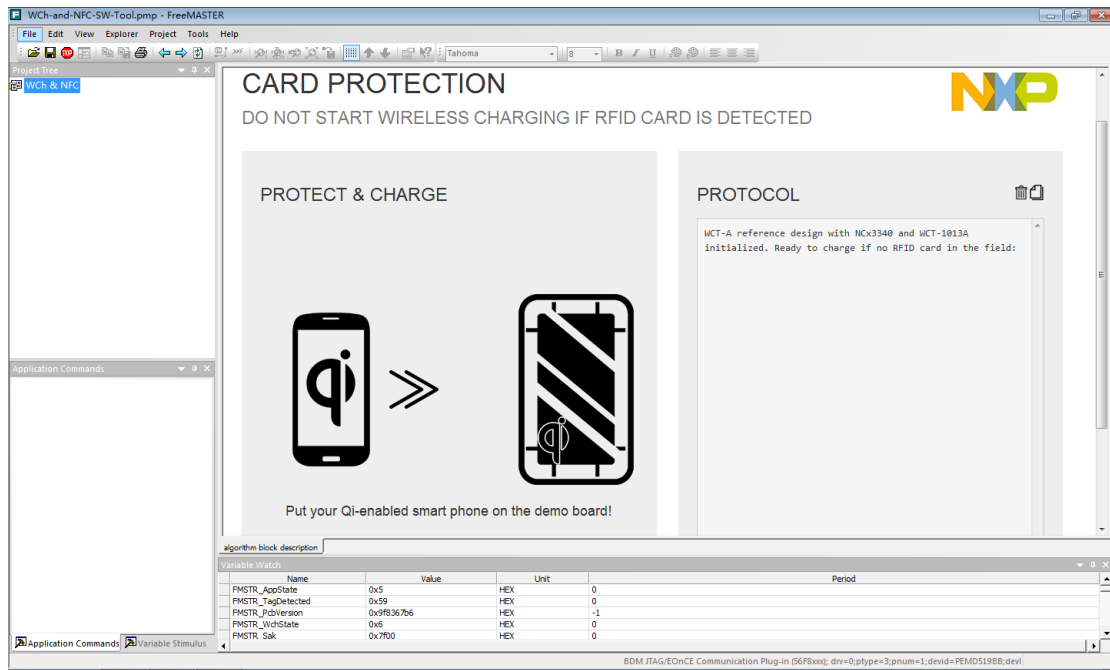 WCh-and-NFC-SW-Tool.pmp - FreeMASTER
File Edit View Explorer Project Tools Help
Tahoma 8 B I U
Project Tree
WCh & NFC
CARD PROTECTION
NXP
DO NOT START WIRELESS CHARGING IF RFID CARD IS DETECTED
PROTECT & CHARGE
PROTOCOL
WCT-A reference design with NCx3340 and WCT-1013A
initialized. Ready to charge if no RFID card in the field:
Application Commands
qi
Put your Qi-enabled smart phone on the demo board!
algorithm block description
Variable Watch
Name Value Unit Period
FMSTR_AppState 0x5 HEX 0
FMSTR_TagDetected 0x59 HEX 0
FMSTR_PcbVersion 0x9f8367b6 HEX -1
FMSTR_WchState 0x6 HEX 0
FMSTR_Sak 0x7f00 HEX 0
Application Commands Variable Stimulus
BDM JTAG/EOnCE Communication Plug-in (56F8xxx); drv=0;ptype=3;pnum=1;devid=PEMD519BB;devl